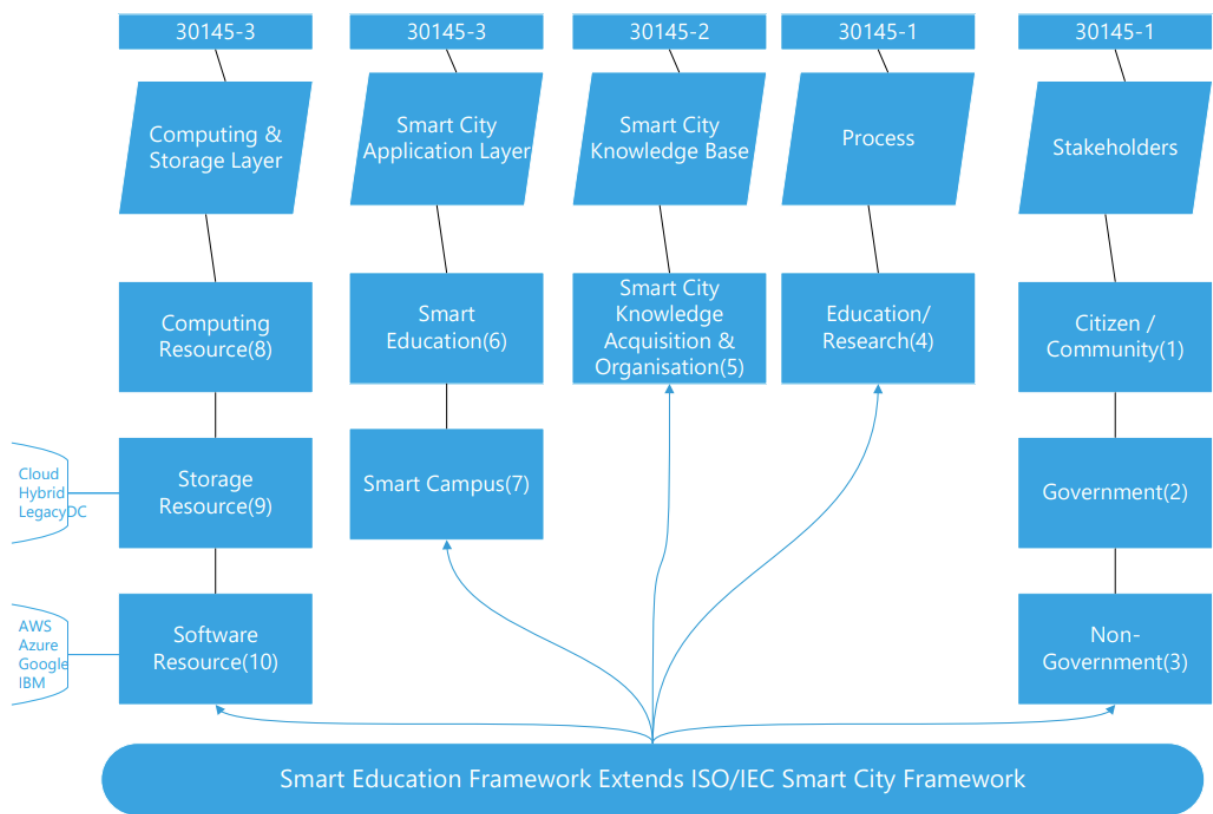 30145-3
30145-3
30145-2
30145-1
30145-1
Computing &
Storage Layer
Smart City
Application Layer
Smart City
Knowledge Base
Process
Stakeholders
Computing
Resource(8)
Smart
Education(6)
Smart City
Knowledge
Acquisition &
Organisation(5)
Education/
Research(4)
Citizen /
Community(1)
Cloud
Hybrid
LegacyDC
Storage
Resource(9)
Smart Campus(7)
Government(2)
AWS
Azure
Google
IBM
Software
Resource(10)
Non-
Government(3)
Smart Education Framework Extends ISO/IEC Smart City Framework